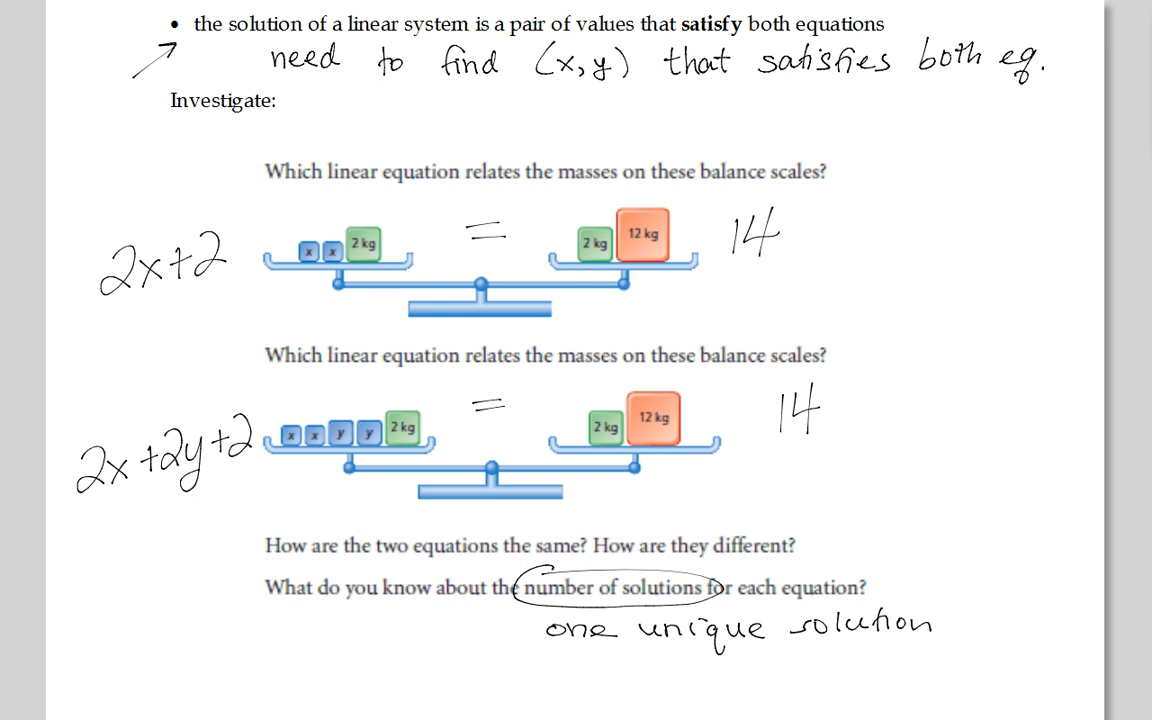 • the solution of a linear system is a pair of values that satisfy both equations
need to find (x,y) that satisfies both eq.
Investigate:
Which linear equation relates the masses on these balance scales?
2x+2 x x 2 kg = 2 kg 12 kg 14
Which linear equation relates the masses on these balance scales?
2x+2y+2 x x y y 2 kg = 2 kg 12 kg 14
How are the two equations the same? How are they different?
What do you know about the number of solutions for each equation?
one unique solution